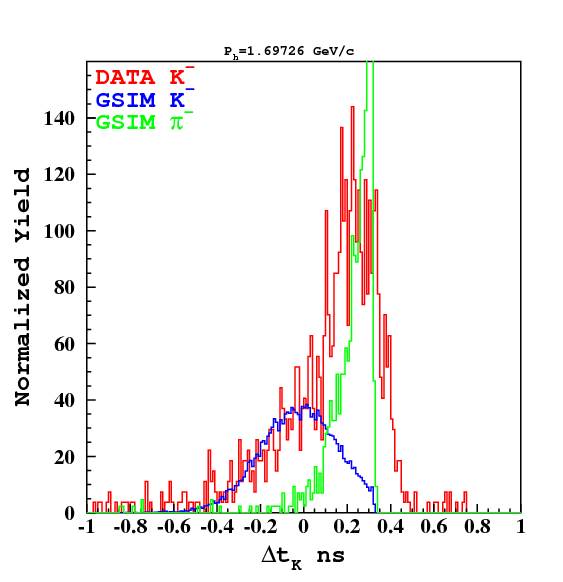 P_h=1.69726 GeV/c
DATA K⁻
GSIM K⁻
GSIM π⁻
Normalized Yield
140
120
100
80
60
40
20
0
-1 -0.8 -0.6 -0.4 -0.2 0 0.2 0.4 0.6 0.8 1
Δt_K ns